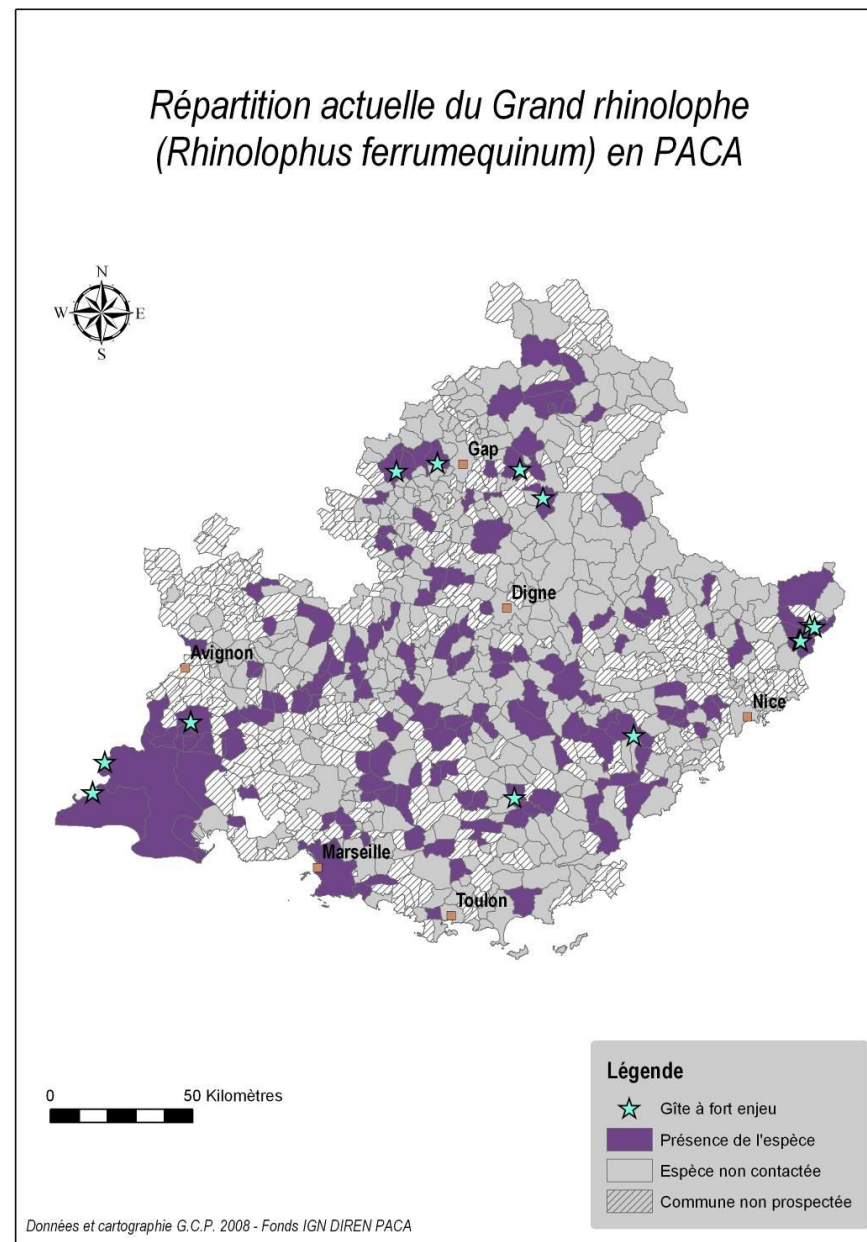 Répartition actuelle du Grand rhinolophe
(Rhinolophus ferrumequinum) en PACA
N
W E
S
Gap
Digne
Avignon
Nice
Marseille
Toulon
0 50 Kilomètres
Légende
Gîte à fort enjeu
Présence de l'espèce
Espèce non contactée
Commune non prospectée
Données et cartographie G.C.P. 2008 - Fonds IGN DIREN PACA